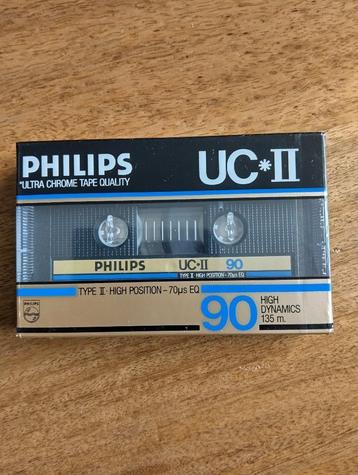 PHILIPS
UC*II
*ULTRA CHROME TAPE QUALITY
PHILIPS UC•II 90
TYPE II · HIGH POSITION - 70µs EQ
TYPE II · HIGH POSITION - 70µs EQ
PHILIPS
90
HIGH
DYNAMICS
135 m.